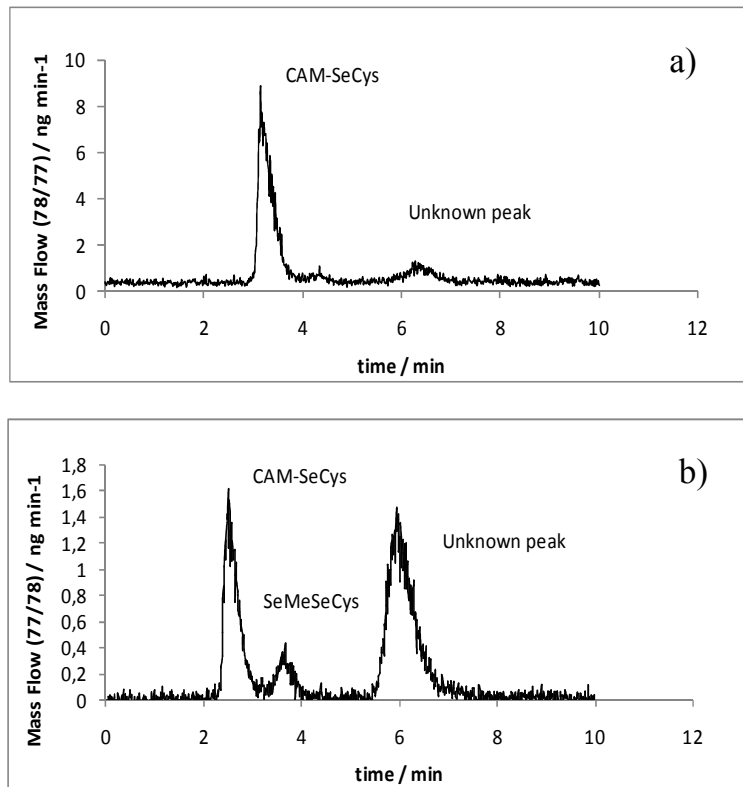 a)
Mass Flow (78/77) / ng min-1
10
8
6
4
2
0
CAM-SeCys
Unknown peak
0 2 4 6 8 10 12
time / min
b)
Mass Flow (77/78) / ng min-1
1,8
1,6
1,4
1,2
1
0,8
0,6
0,4
0,2
0
CAM-SeCys
SeMeSeCys
Unknown peak
0 2 4 6 8 10 12
time / min